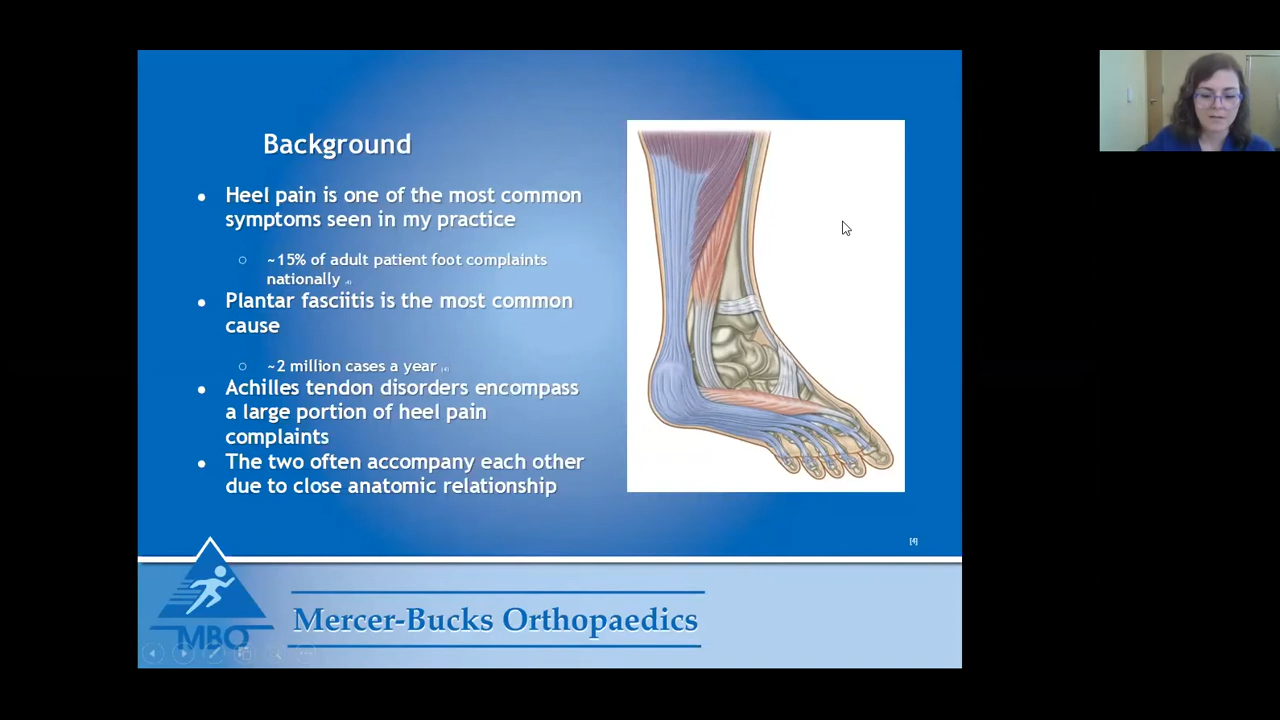 Background
● Heel pain is one of the most common
symptoms seen in my practice
○ ~15% of adult patient foot complaints
nationally [4]
● Plantar fasciitis is the most common
cause
○ ~2 million cases a year [4]
● Achilles tendon disorders encompass
a large portion of heel pain
complaints
● The two often accompany each other
due to close anatomic relationship
[4]
MBO
Mercer-Bucks Orthopaedics